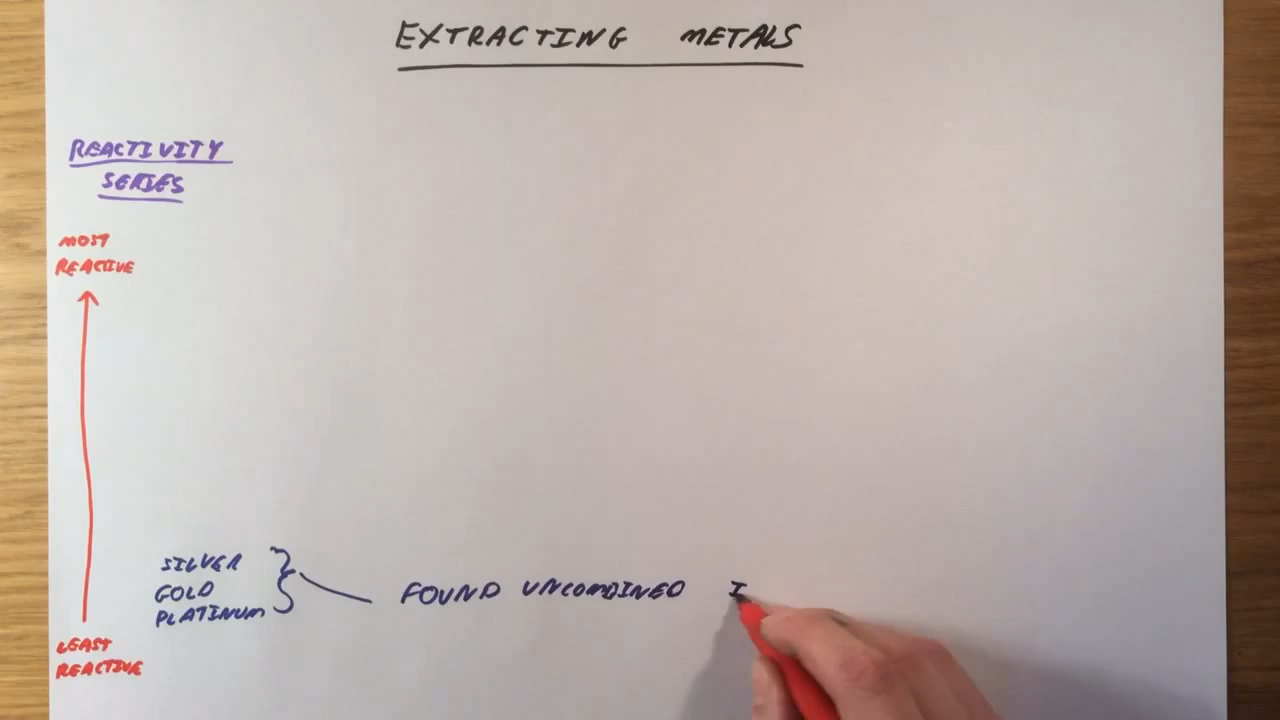 EXTRACTING METALS
REACTIVITY
SERIES
MOST
REACTIVE
SILVER
GOLD
PLATINUM
FOUND UNCOMBINED I
LEAST
REACTIVE